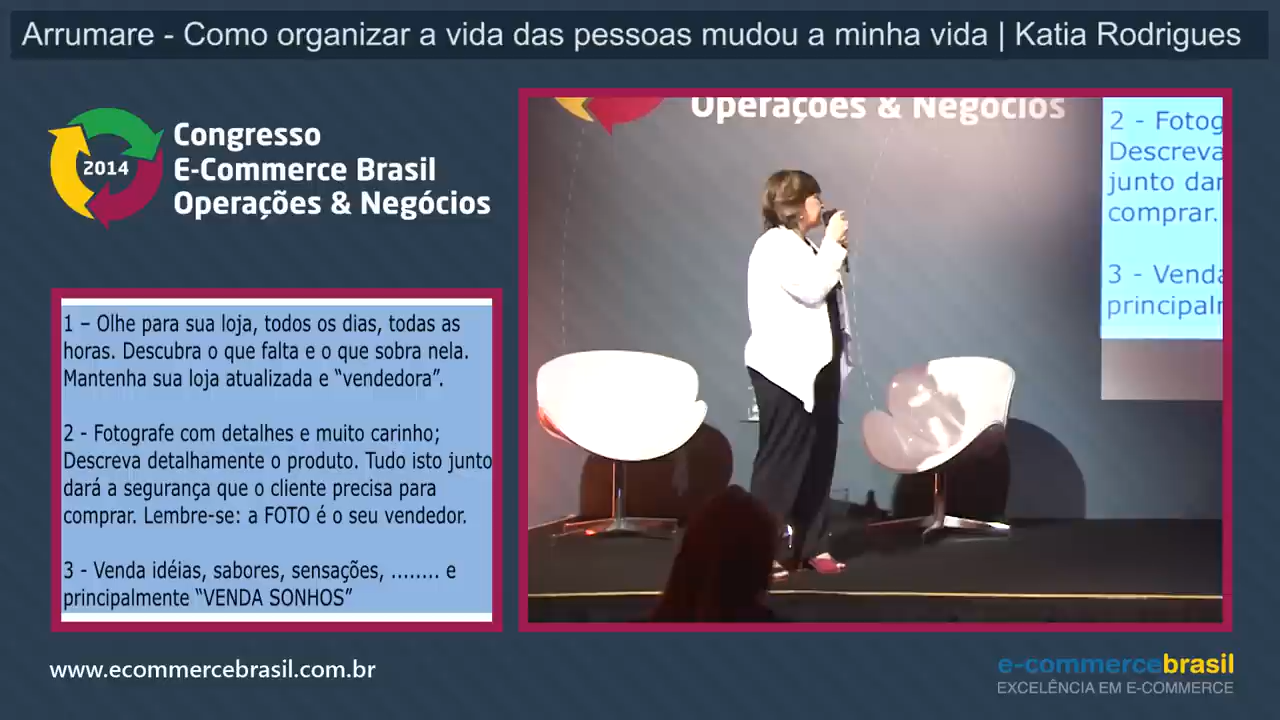 Arrumare - Como organizar a vida das pessoas mudou a minha vida | Katia Rodrigues
2014
Congresso
E-Commerce Brasil
Operações & Negócios
1 – Olhe para sua loja, todos os dias, todas as
horas. Descubra o que falta e o que sobra nela.
Mantenha sua loja atualizada e “vendedora”.
2 - Fotografe com detalhes e muito carinho;
Descreva detalhamente o produto. Tudo isto junto
dará a segurança que o cliente precisa para
comprar. Lembre-se: a FOTO é o seu vendedor.
3 - Venda idéias, sabores, sensações, ........ e
principalmente “VENDA SONHOS”
Operações & Negócios
2 - Fotog
Descreva
junto dar
comprar.
3 - Venda
principalr
www.ecommercebrasil.com.br
e-commercebrasil
EXCELÊNCIA EM E-COMMERCE